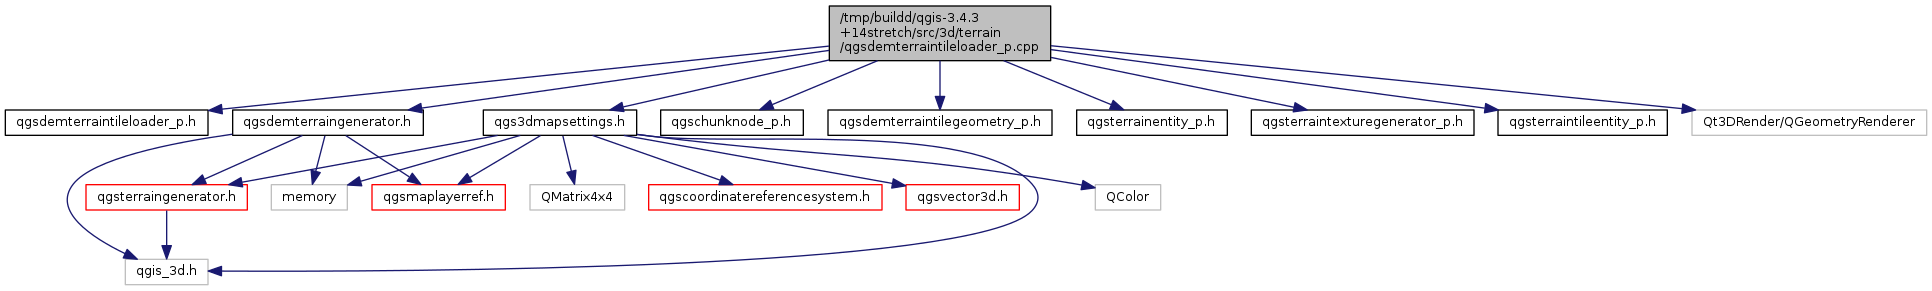 /tmp/buildd/qgis-3.4.3
+14stretch/src/3d/terrain
/qgsdemterraintileloader_p.cpp
qgsdemterraintileloader_p.h
qgsdemterraingenerator.h
qgs3dmapsettings.h
qgschunknode_p.h
qgsdemterraintilegeometry_p.h
qgsterrainentity_p.h
qgsterraintexturegenerator_p.h
qgsterraintileentity_p.h
Qt3DRender/QGeometryRenderer
qgsterraingenerator.h
memory
qgsmaplayerref.h
QMatrix4x4
qgscoordinatereferencesystem.h
qgsvector3d.h
QColor
qgis_3d.h